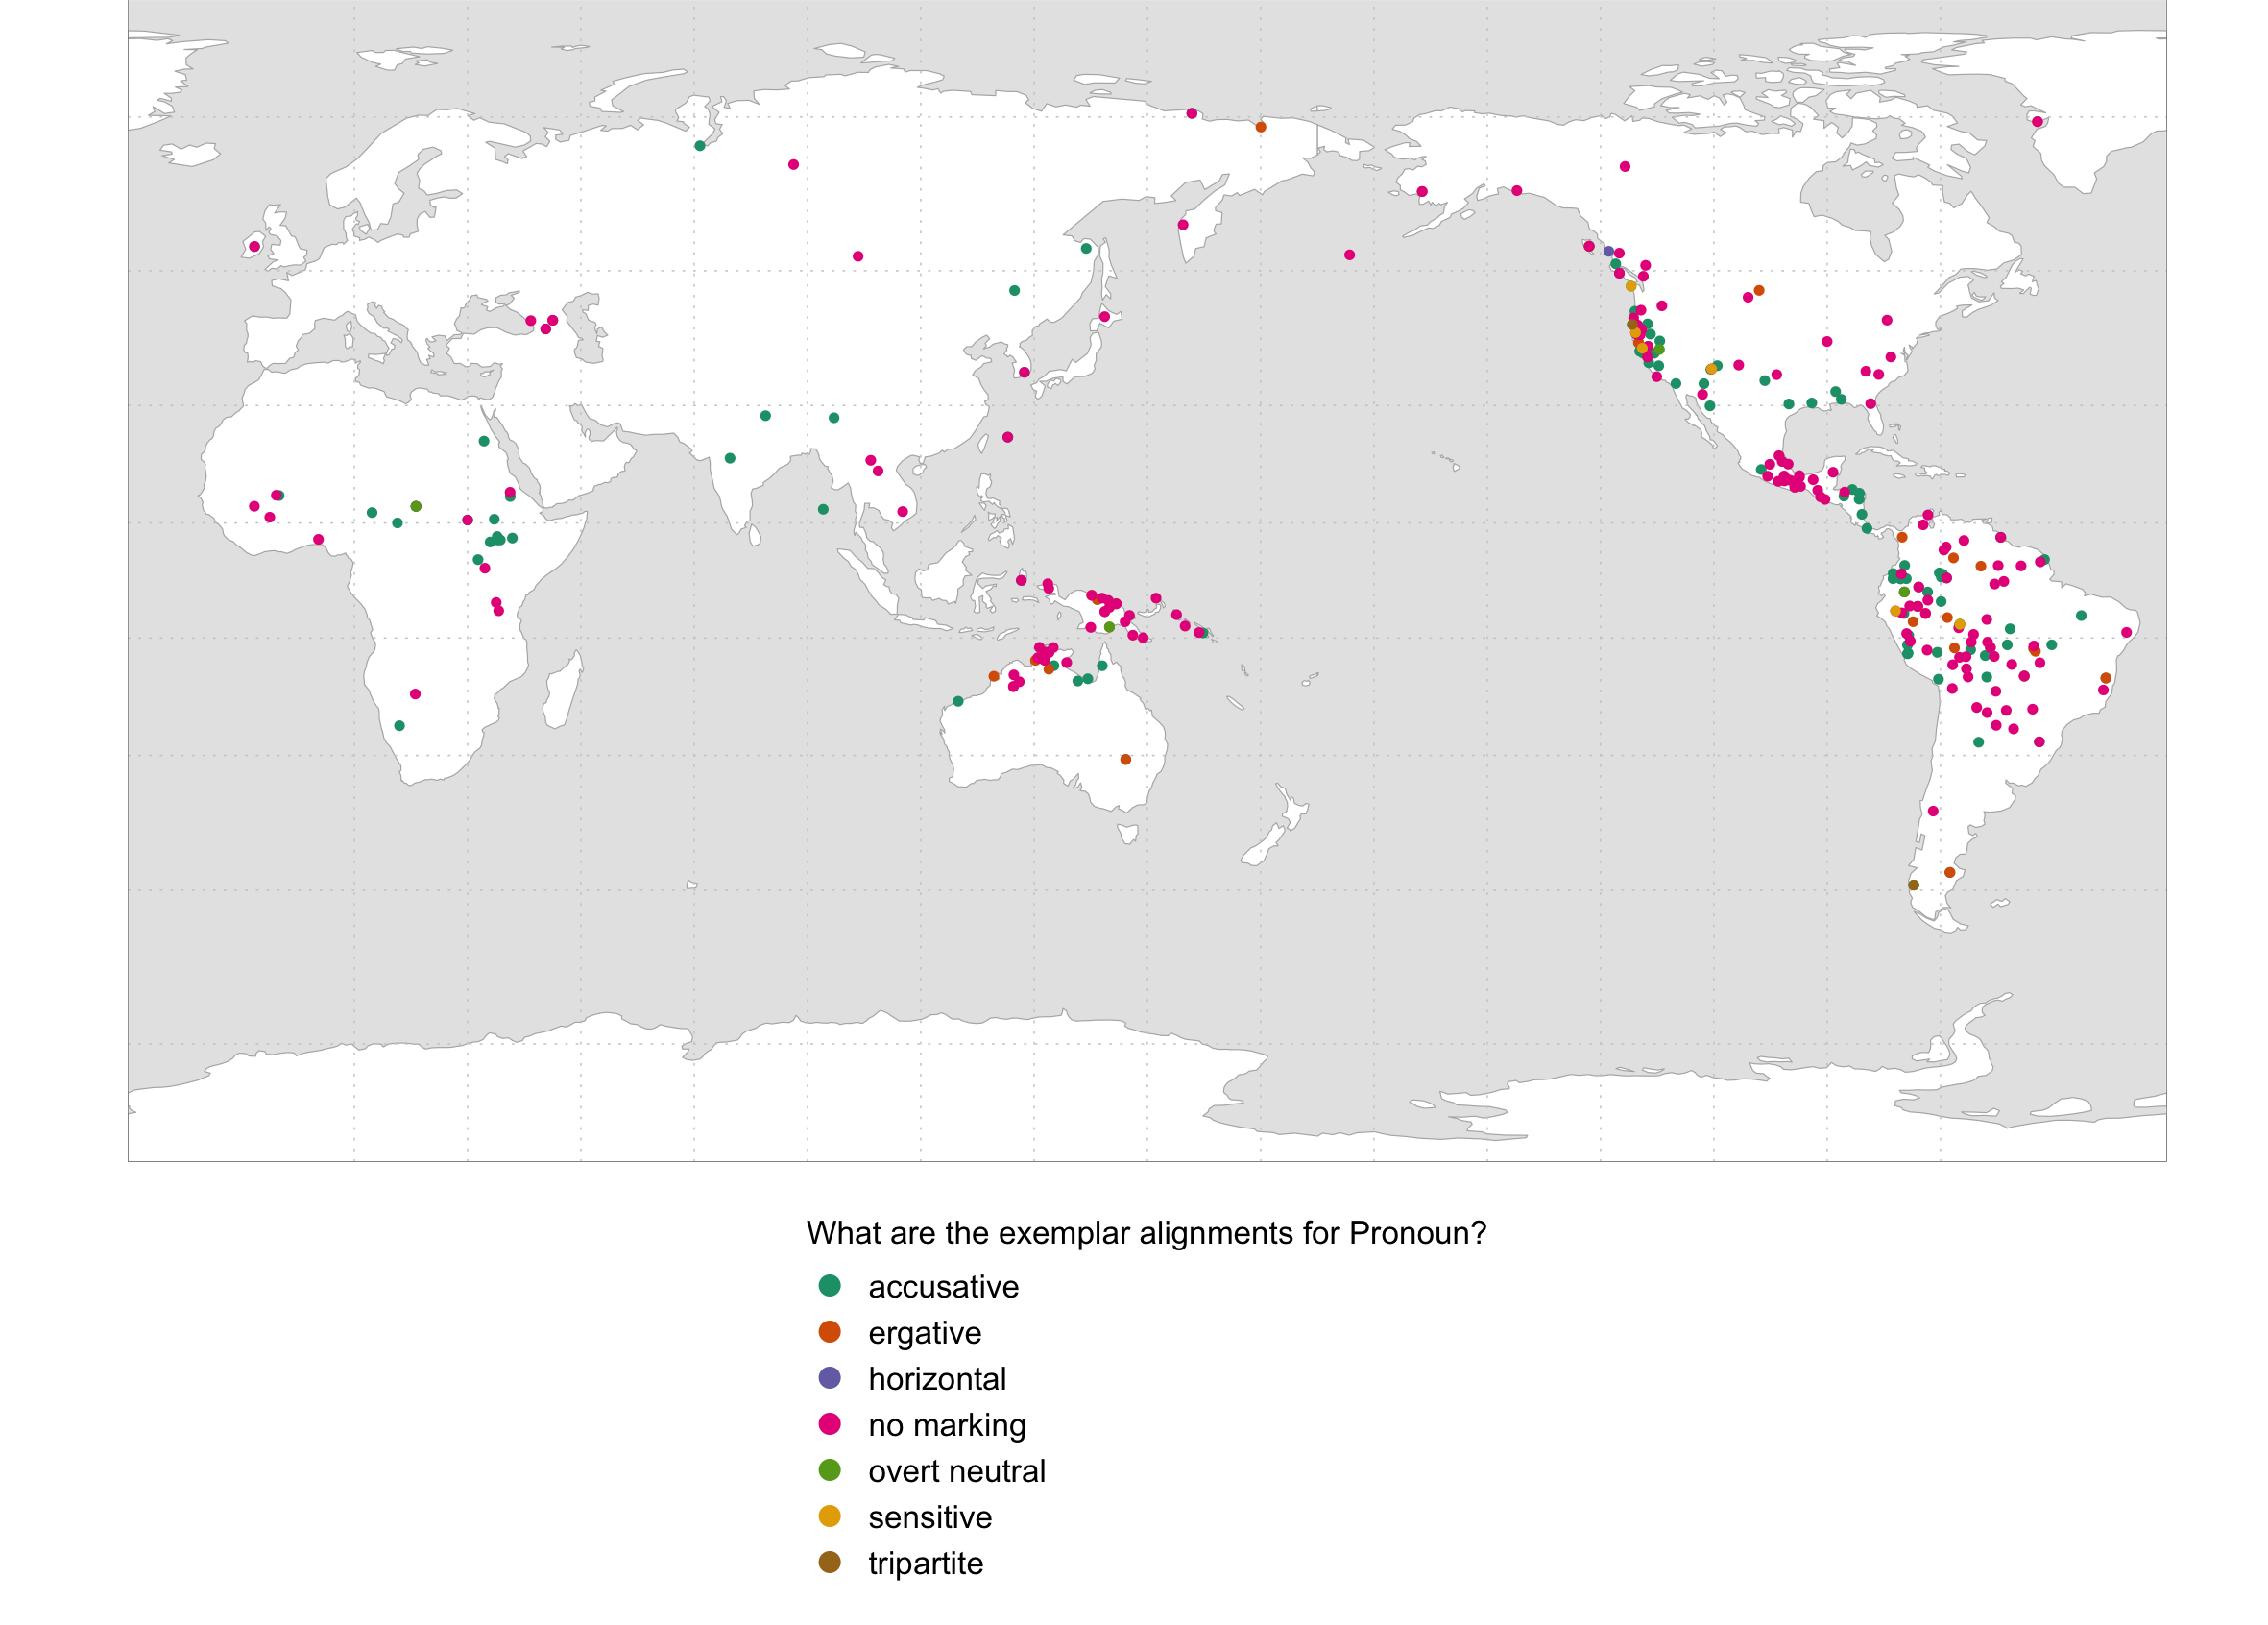 What are the exemplar alignments for Pronoun?
accusative
ergative
horizontal
no marking
overt neutral
sensitive
tripartite